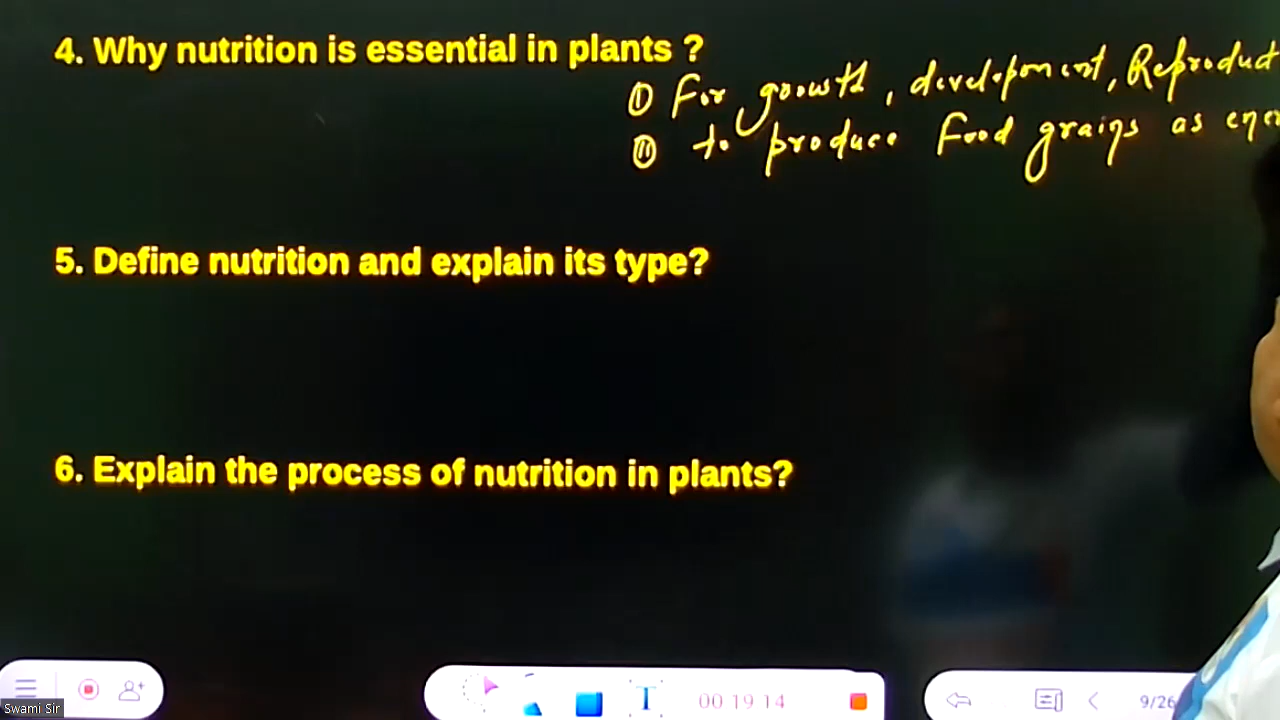 4. Why nutrition is essential in plants ?
① For growth, development, Reproduct
② to produce Food grains as
5. Define nutrition and explain its type?
6. Explain the process of nutrition in plants?
00 19 14
9/26
Swami Sir